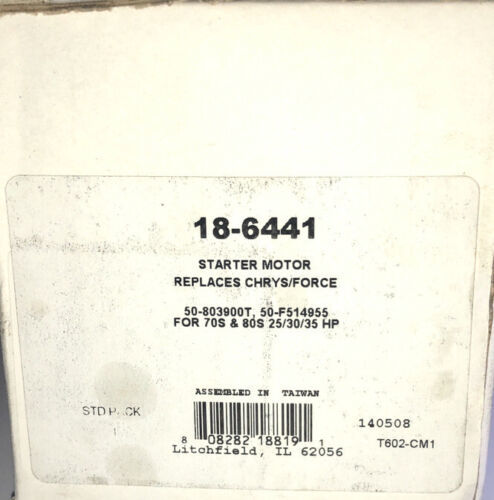 18-6441
STARTER MOTOR
REPLACES CHRYS/FORCE
50-803900T, 50-F514955
FOR 70S & 80S 25/30/35 HP
ASSEMBLED IN TAIWAN
STD
1
8 08282 18819 1
140508
Litchfield, IL 62056
T602-CM1